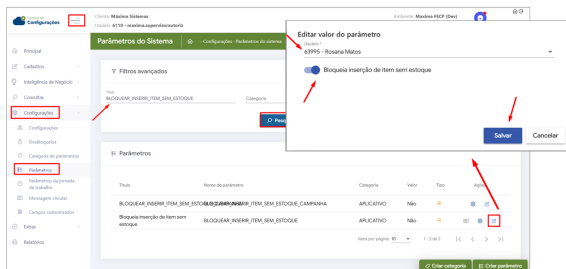 Central de
Configurações
Cliente: Máxima Sistemas
Usuário: 6110 - maxima.supervisorautoria
Ambiente: Maxima FECP (Dev)
Parâmetros do Sistema
- Configurações - Parâmetros do sistema
Principal
Cadastros
Inteligência de Negócio
Consultas
Configurações
Configurações
Desbloqueios
Categoria de parâmetros
Parâmetros
Parâmetros da jornada
de trabalho
Mensagem circular
Campos customizados
Extras
Relatórios
Filtros avançados
Título
BLOQUEAR_INSERIR_ITEM_SEM_ESTOQUE
Categoria
Pesq
Editar valor do parâmetro
Usuário *
63995 - Rosana Matos
Bloqueia inserção de item sem estoque
Salvar
Cancelar
Parâmetros
Título Nome do parâmetro Categoria Valor Tipo Ações
BLOQUEAR_INSERIR_ITEM_SEM_ESTOQUE_CAMPANHA BLOQUEAR_INSERIR_ITEM_SEM_ESTOQUE_CAMPANHA APLICATIVO Não
Bloqueia inserção de item sem
estoque
BLOQUEAR_INSERIR_ITEM_SEM_ESTOQUE APLICATIVO Não
Itens por página 10 1 - 2 de 2
Criar categoria
Criar parâmetro